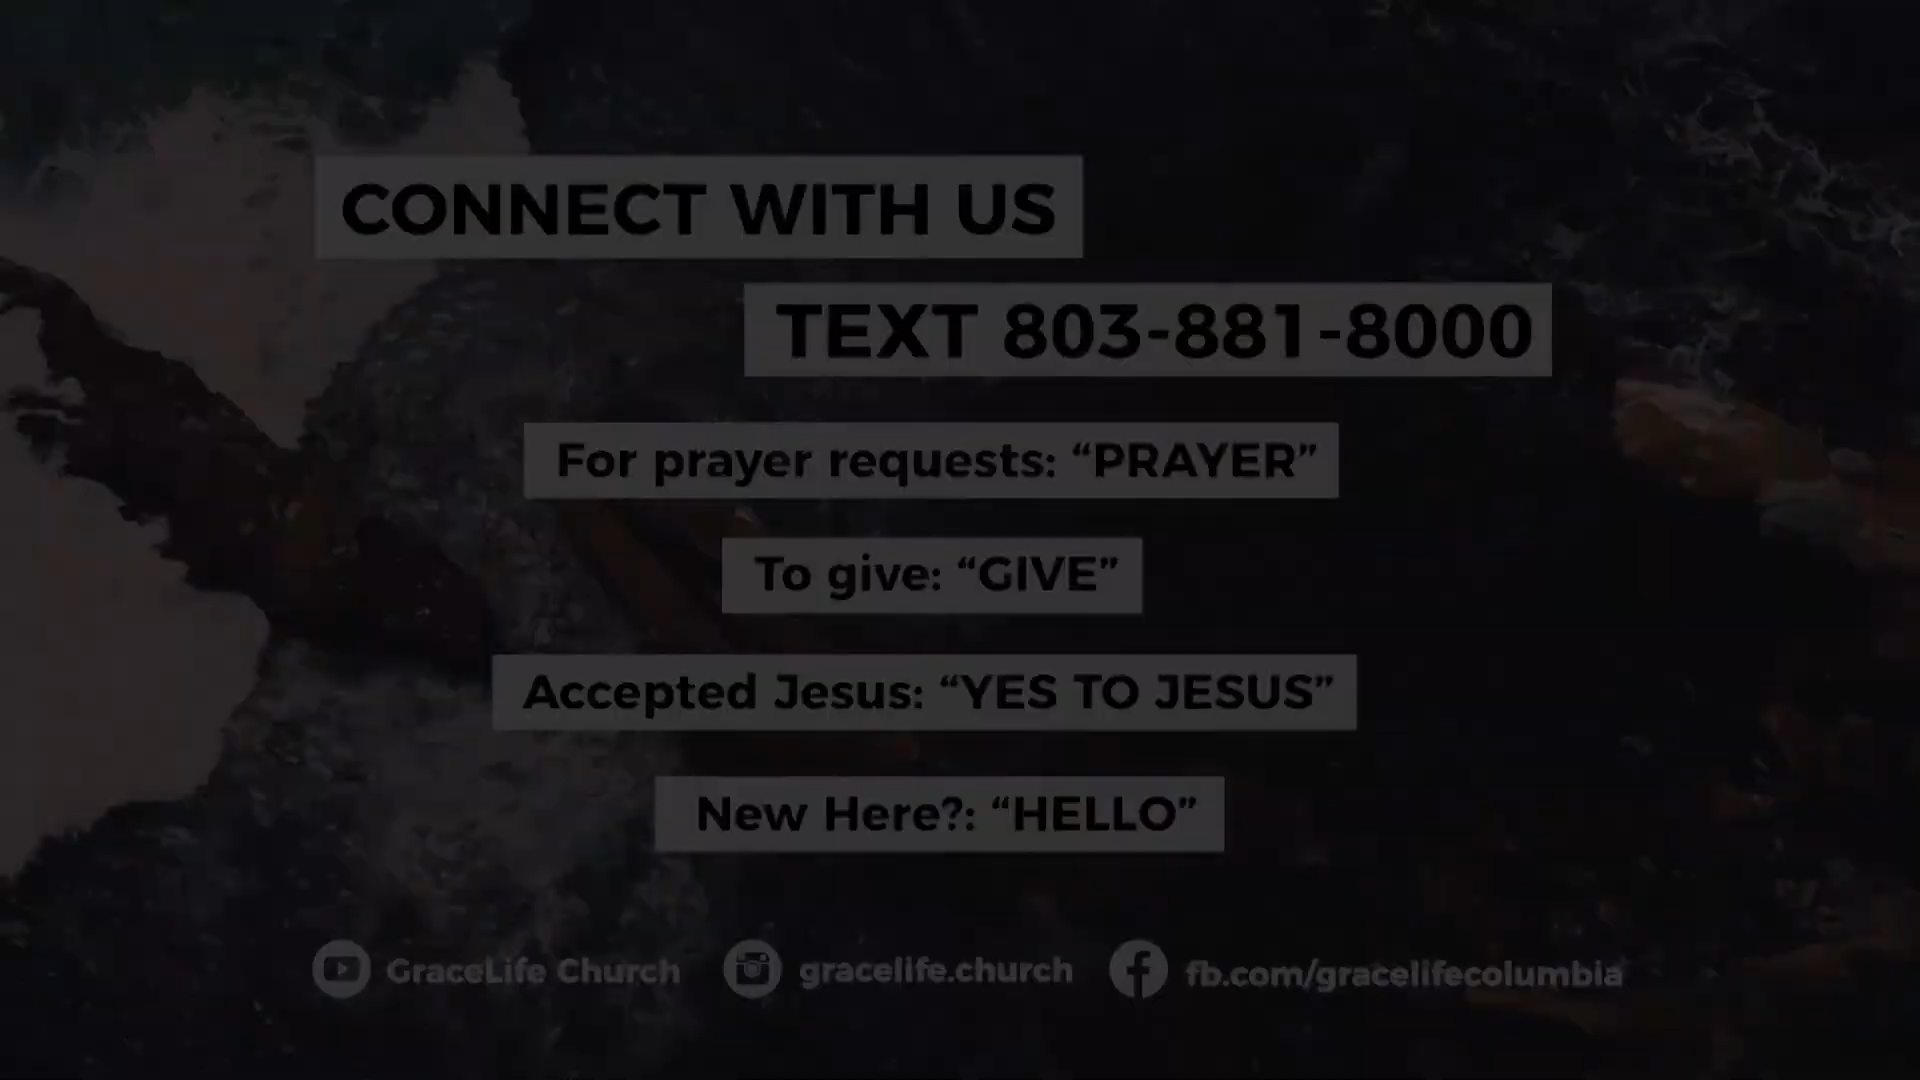 CONNECT WITH US
TEXT 803-881-8000
For prayer requests: “PRAYER”
To give: “GIVE”
Accepted Jesus: “YES TO JESUS”
New Here?: “HELLO”
GraceLife Church gracelife.church fb.com/gracelifecolumbia